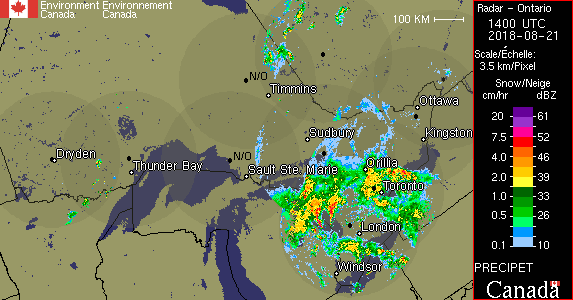 Environment Environnement
Canada Canada
100 KM
N/O
Timmins
Ottawa
Sudbury
Kingston
Dryden
Thunder Bay
N/O
Sault Ste. Marie
Orillia
Toronto
London
Windsor
Radar - Ontario
1400 UTC
2018-08-21
Scale/Échelle:
3.5 km/Pixel
Snow/Neige
cm/hr dBZ
20 61
7.5 52
4.0 46
2.0 39
1.0 33
0.5 26
0.1 10
PRECIPET
Canada